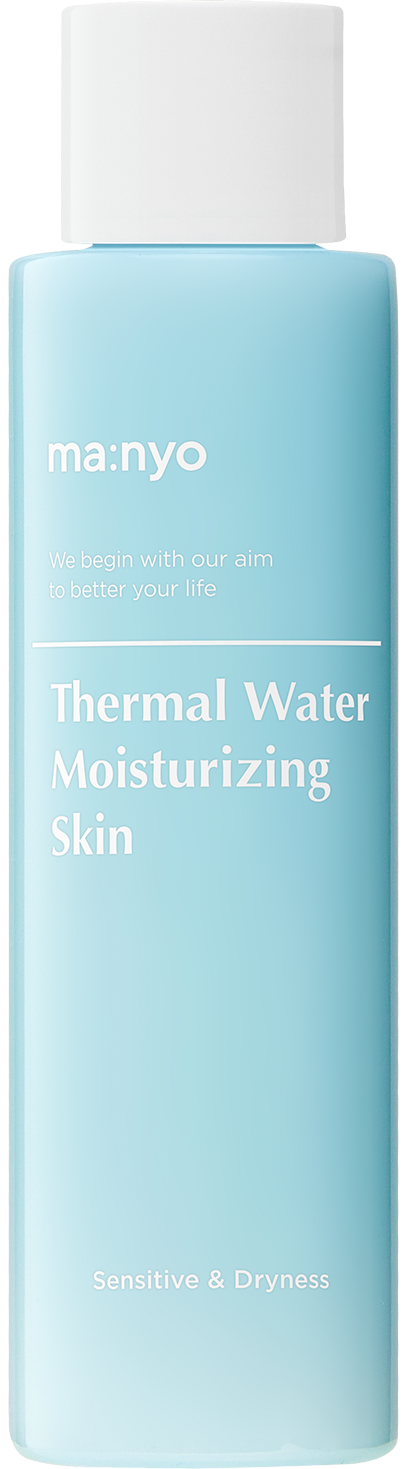 ma:nyo
We begin with our aim
to better your life
Thermal Water
Moisturizing
Skin
Sensitive & Dryness